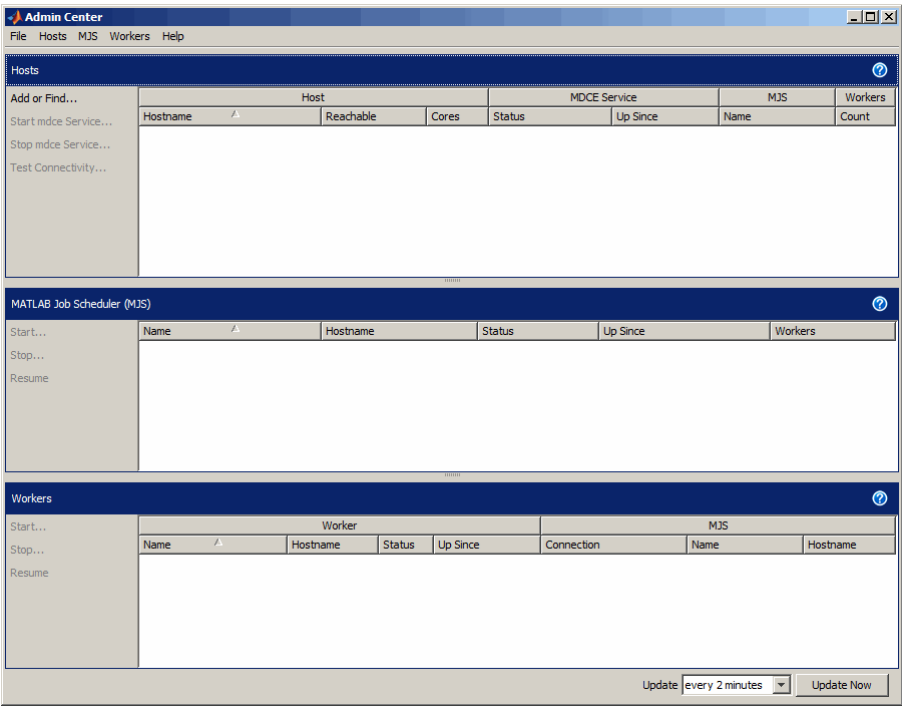 Admin Center
File Hosts MJS Workers Help
Hosts
Add or Find...
Start mdce Service...
Stop mdce Service...
Test Connectivity...
Host MDCE Service MJS Workers
Hostname Reachable Cores Status Up Since Name Count
MATLAB Job Scheduler (MJS)
Start...
Stop...
Resume
Name Hostname Status Up Since Workers
Workers
Start...
Stop...
Resume
Worker MJS
Name Hostname Status Up Since Connection Name Hostname
Update every 2 minutes Update Now